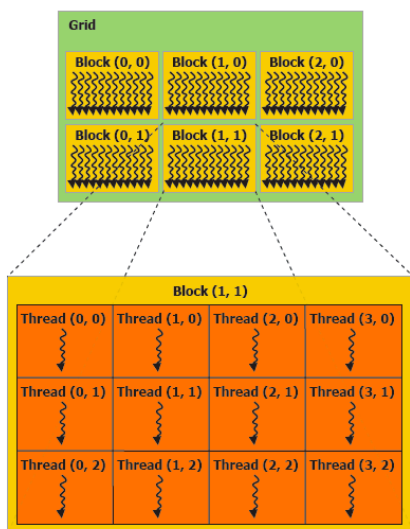 Grid
Block (0, 0) Block (1, 0) Block (2, 0)
Block (0, 1) Block (1, 1) Block (2, 1)
Block (1, 1)
Thread (0, 0) Thread (1, 0) Thread (2, 0) Thread (3, 0)
Thread (0, 1) Thread (1, 1) Thread (2, 1) Thread (3, 1)
Thread (0, 2) Thread (1, 2) Thread (2, 2) Thread (3, 2)